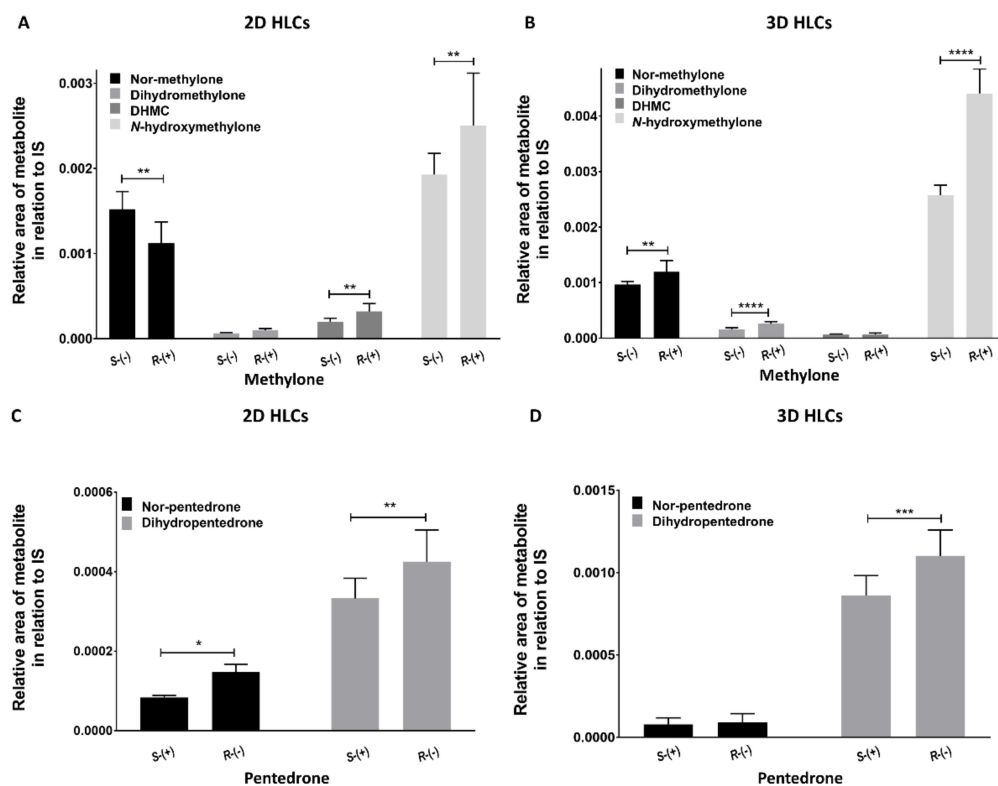 A
2D HLCs
Relative area of metabolite
in relation to IS
0.003
0.002
0.001
0.000
Nor-methylone
Dihydromethylone
DHMC
N-hydroxymethylone
**
**
**
S-(-)
R-(+)
S-(-)
R-(+)
S-(-)
R-(+)
S-(-)
R-(+)
Methylone
B
3D HLCs
Relative area of metabolite
in relation to IS
0.004
0.003
0.002
0.001
0.000
Nor-methylone
Dihydromethylone
DHMC
N-hydroxymethylone
**
****
****
S-(-)
R-(+)
S-(-)
R-(+)
S-(-)
R-(+)
S-(-)
R-(+)
Methylone
C
2D HLCs
Relative area of metabolite
in relation to IS
0.0006
0.0004
0.0002
0.0000
Nor-pentedrone
Dihydropentedrone
*
**
S-(+)
R-(-)
S-(+)
R-(-)
Pentedrone
D
3D HLCs
Relative area of metabolite
in relation to IS
0.0015
0.0010
0.0005
0.0000
Nor-pentedrone
Dihydropentedrone
***
S-(+)
R-(-)
S-(+)
R-(-)
Pentedrone